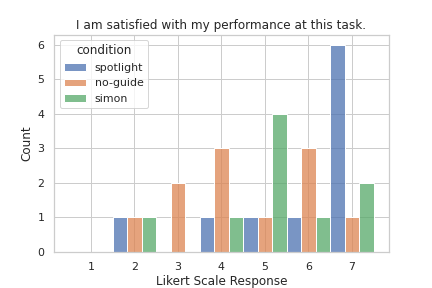 I am satisfied with my performance at this task.
condition
spotlight
no-guide
simon
6
5
4
3
2
1
0
Count
1 2 3 4 5 6 7
Likert Scale Response